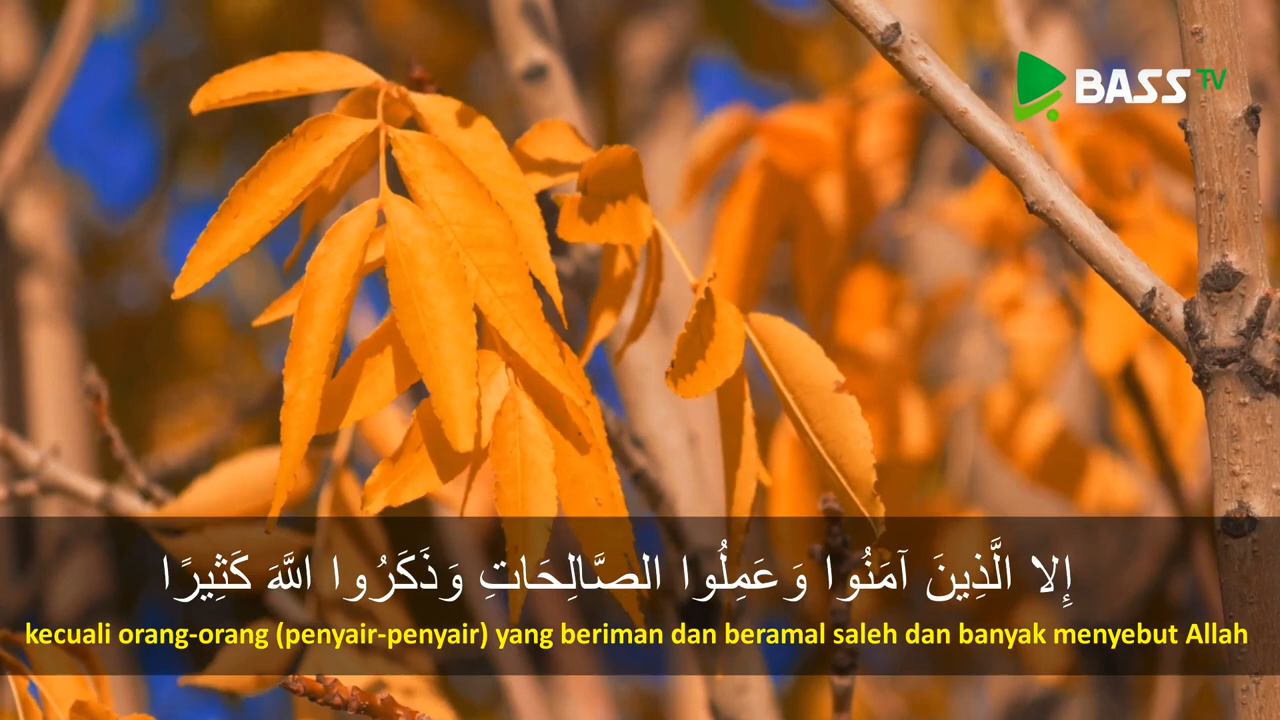 BASS TV
إِلا الَّذِينَ آمَنُوا وَعَمِلُوا الصَّالِحَاتِ وَذَكَرُوا اللَّهَ كَثِيرًا
kecuali orang-orang (penyair-penyair) yang beriman dan beramal saleh dan banyak menyebut Allah